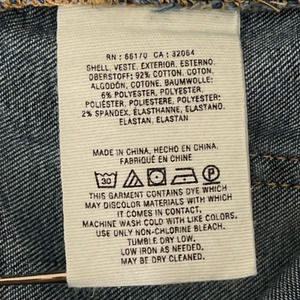 RN : 66170 CA : 32064
SHELL, VESTE, EXTERIOR, ESTERNO,
OBERSTOFF: 92% COTTON, COTON,
ALGODÓN, COTONE, BAUMWOLLE;
6% POLYESTER, POLYESTER,
POLIÉSTER, POLIESTERE, POLYESTER;
2% SPANDEX, ÉLASTHANNE, ELASTANO,
ELASTAN, ELASTAN
MADE IN CHINA, HECHO EN CHINA,
FABRIQUÉ EN CHINE
30 P
THIS GARMENT CONTAINS DYE WHICH
MAY DISCOLOR MATERIALS WITH WHICH
IT COMES INTO CONTACT.
MACHINE WASH COLD WITH LIKE COLORS.
USE ONLY NON-CHLORINE BLEACH.
TUMBLE DRY LOW.
LOW IRON AS NEEDED.
MAY BE DRY CLEANED.